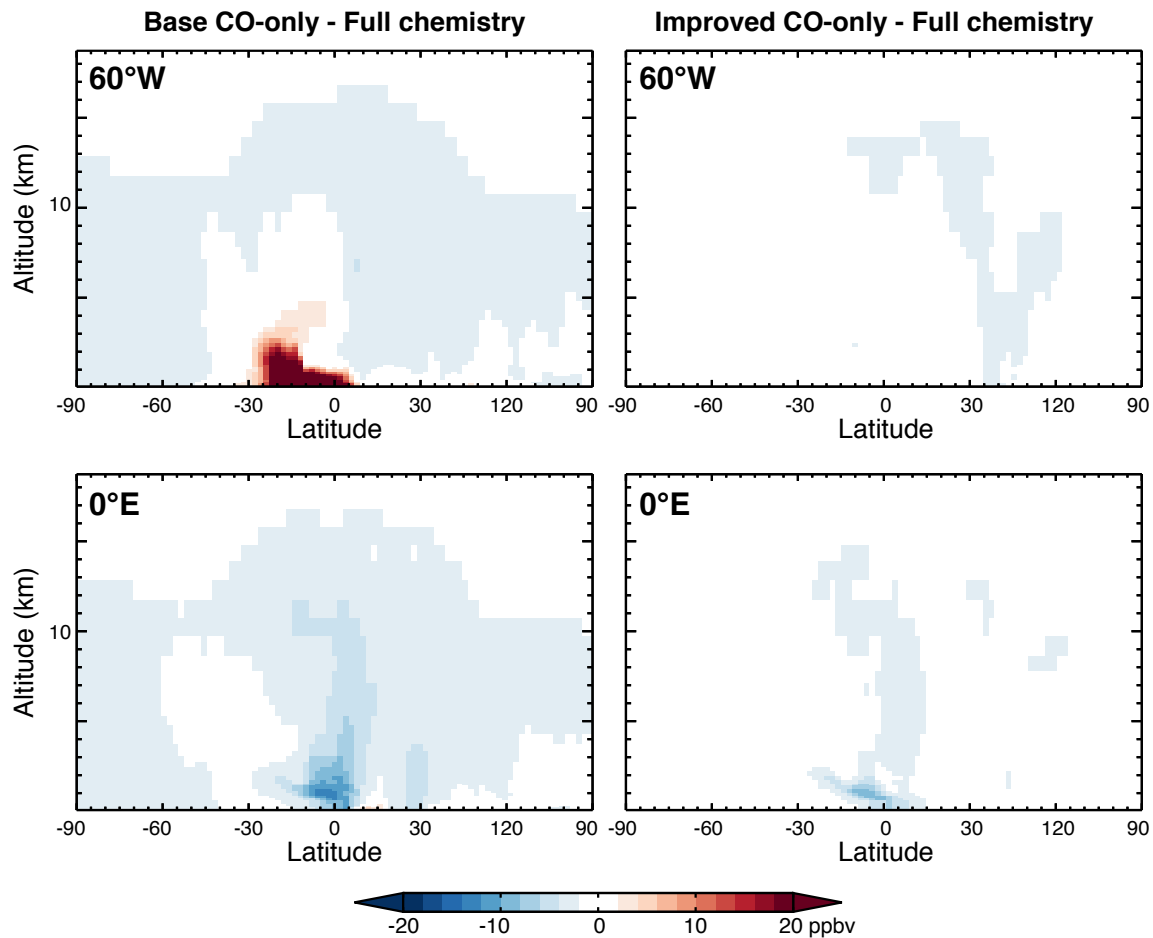 Base CO-only - Full chemistry
Improved CO-only - Full chemistry
60°W
60°W
Altitude (km)
10
-90 -60 -30 0 30 120 90
-90 -60 -30 0 30 120 90
Latitude
Latitude
0°E
0°E
Altitude (km)
10
-90 -60 -30 0 30 120 90
-90 -60 -30 0 30 120 90
Latitude
Latitude
-20 -10 0 10 20 ppbv